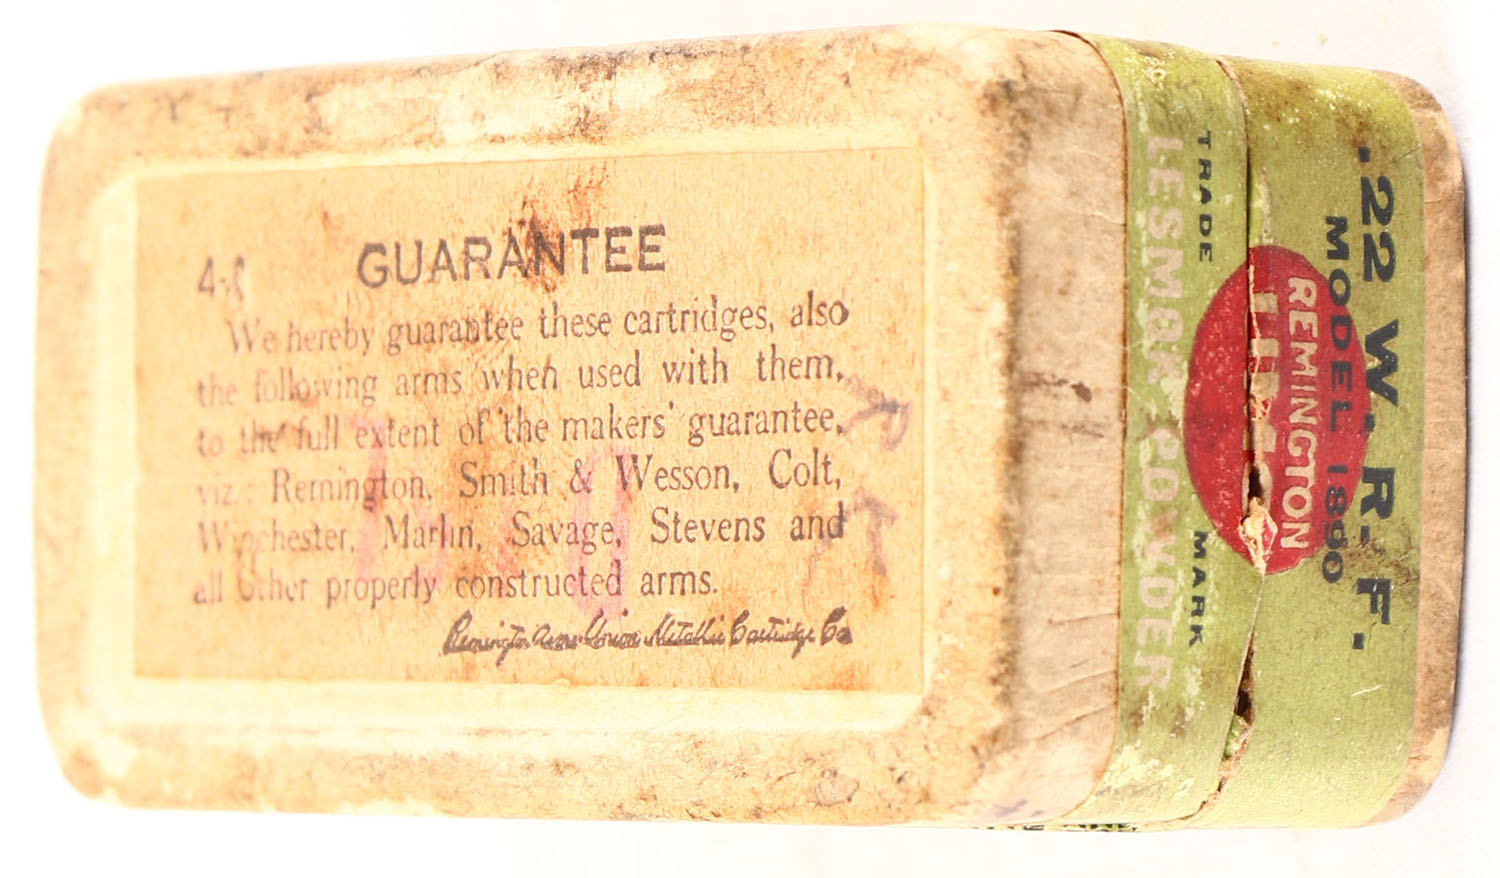 GUARANTEE
4-
We hereby guarantee these cartridges, also
the following arms when used with them,
to the full extent of the makers' guarantee,
viz.: Remington, Smith & Wesson, Colt,
Winchester, Marlin, Savage, Stevens and
all other properly constructed arms.
Remington Arms Union Metallic Cartridge Co
.22 W. R. F.
MODEL 1890
REMINGTON
UMC
TRADE MARK
LESMOK POWDER